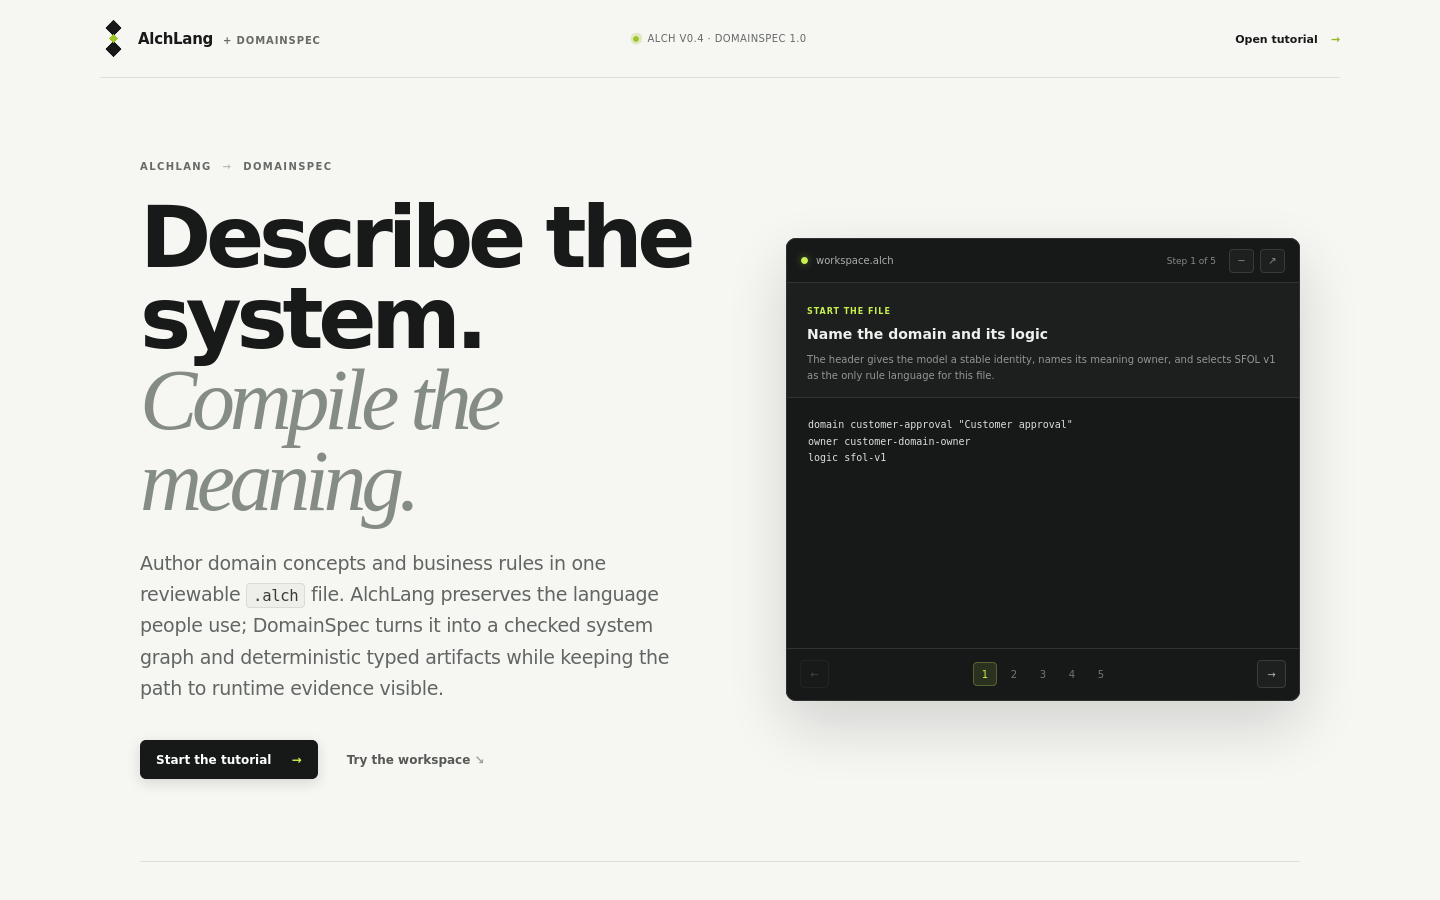 AlchLang + DOMAINSPEC
ALCH V0.4 · DOMAINSPEC 1.0
Open tutorial →
ALCHLANG → DOMAINSPEC
Describe the
system.
Compile the
meaning.
Author domain concepts and business rules in one
reviewable .alch file. AlchLang preserves the language
people use; DomainSpec turns it into a checked system
graph and deterministic typed artifacts while keeping the
path to runtime evidence visible.
Start the tutorial →
Try the workspace ↘
workspace.alch
Step 1 of 5 − ↗
START THE FILE
Name the domain and its logic
The header gives the model a stable identity, names its meaning owner, and selects SFOL v1
as the only rule language for this file.
domain customer-approval "Customer approval"
owner customer-domain-owner
logic sfol-v1
← 1 2 3 4 5 →